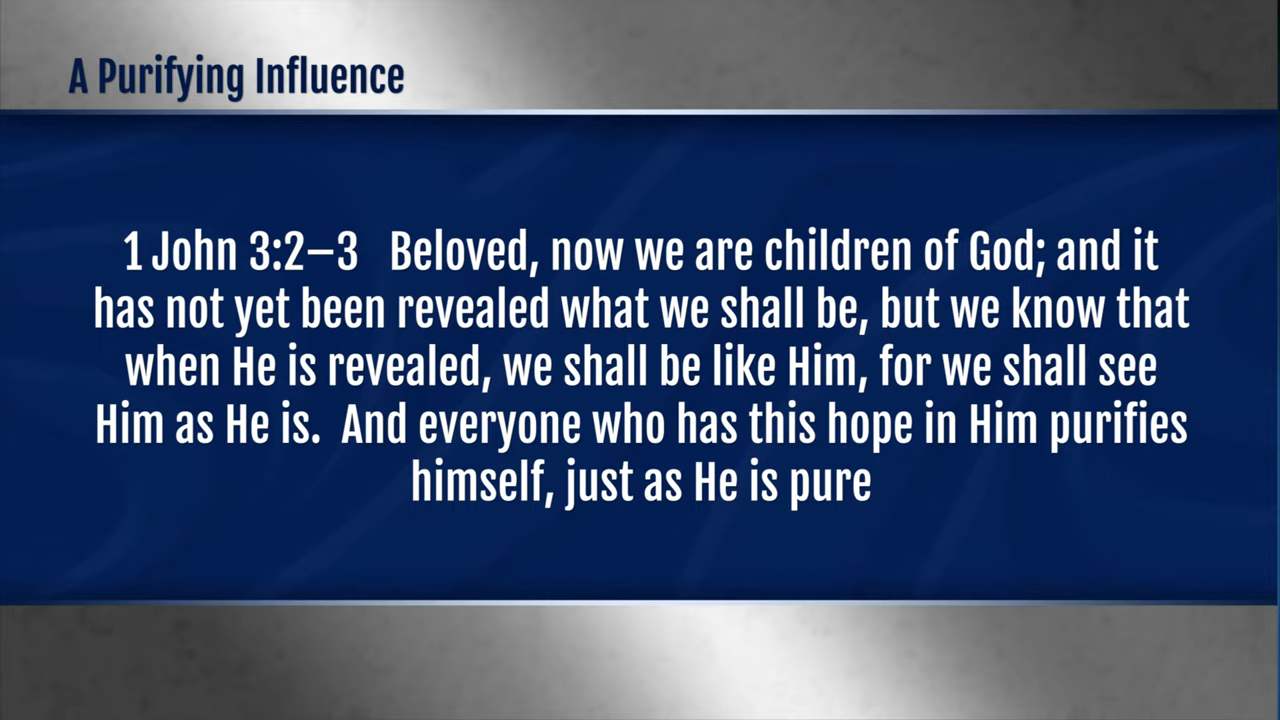 A Purifying Influence
1 John 3:2–3   Beloved, now we are children of God; and it
has not yet been revealed what we shall be, but we know that
when He is revealed, we shall be like Him, for we shall see
Him as He is.  And everyone who has this hope in Him purifies
himself, just as He is pure